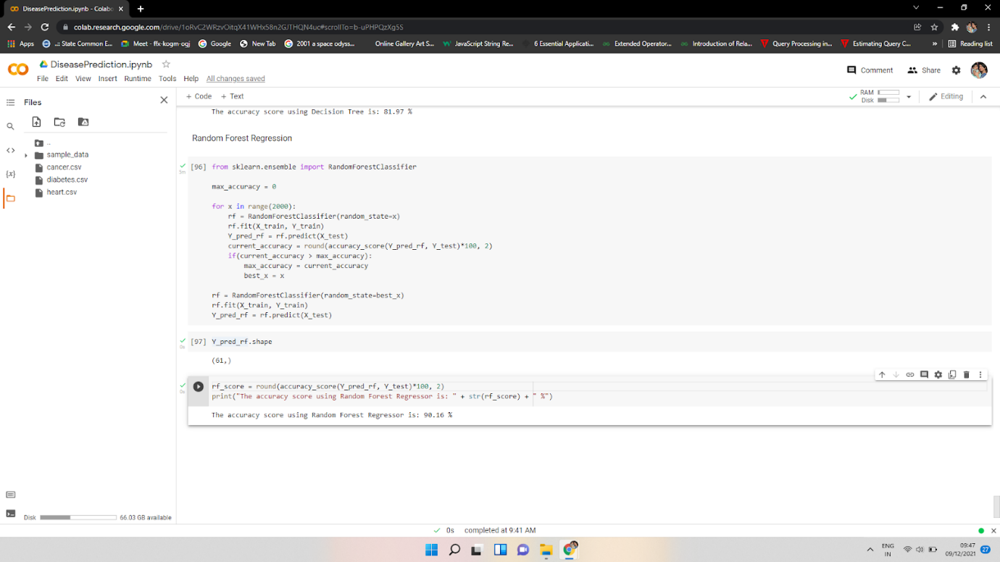 DiseasePrediction.ipynb - Colab
colab.research.google.com/drive/1oRvC2WRzvOitqX41WHx58n2GJTHQN4uc#scrollTo=b-uPHPQzXg5S
Apps ..:: State Common E... Meet - ffx-kogm-ogj Google New Tab 2001 a space odyss... Online Gallery Art S... JavaScript String Re... 6 Essential Applicati... Extended Operator... Introduction of Rela... Query Processing in... Estimating Query C... » Reading list
DiseasePrediction.ipynb
File Edit View Insert Runtime Tools Help All changes saved
Comment Share
Files
+ Code + Text
RAM
Disk
Editing
..
sample_data
cancer.csv
diabetes.csv
heart.csv
The accuracy score using Decision Tree is: 81.97 %
Random Forest Regression
[96] from sklearn.ensemble import RandomForestClassifier
5m
max_accuracy = 0
for x in range(2000):
rf = RandomForestClassifier(random_state=x)
rf.fit(X_train, Y_train)
Y_pred_rf = rf.predict(X_test)
current_accuracy = round(accuracy_score(Y_pred_rf, Y_test)*100, 2)
if(current_accuracy > max_accuracy):
max_accuracy = current_accuracy
best_x = x
rf = RandomForestClassifier(random_state=best_x)
rf.fit(X_train, Y_train)
Y_pred_rf = rf.predict(X_test)
[97] Y_pred_rf.shape
0s
(61,)
rf_score = round(accuracy_score(Y_pred_rf, Y_test)*100, 2)
0s
print("The accuracy score using Random Forest Regressor is: " + str(rf_score) + " %")
The accuracy score using Random Forest Regressor is: 90.16 %
Disk 66.03 GB available
0s completed at 9:41 AM
ENG
IN
09:47
09/12/2021
27